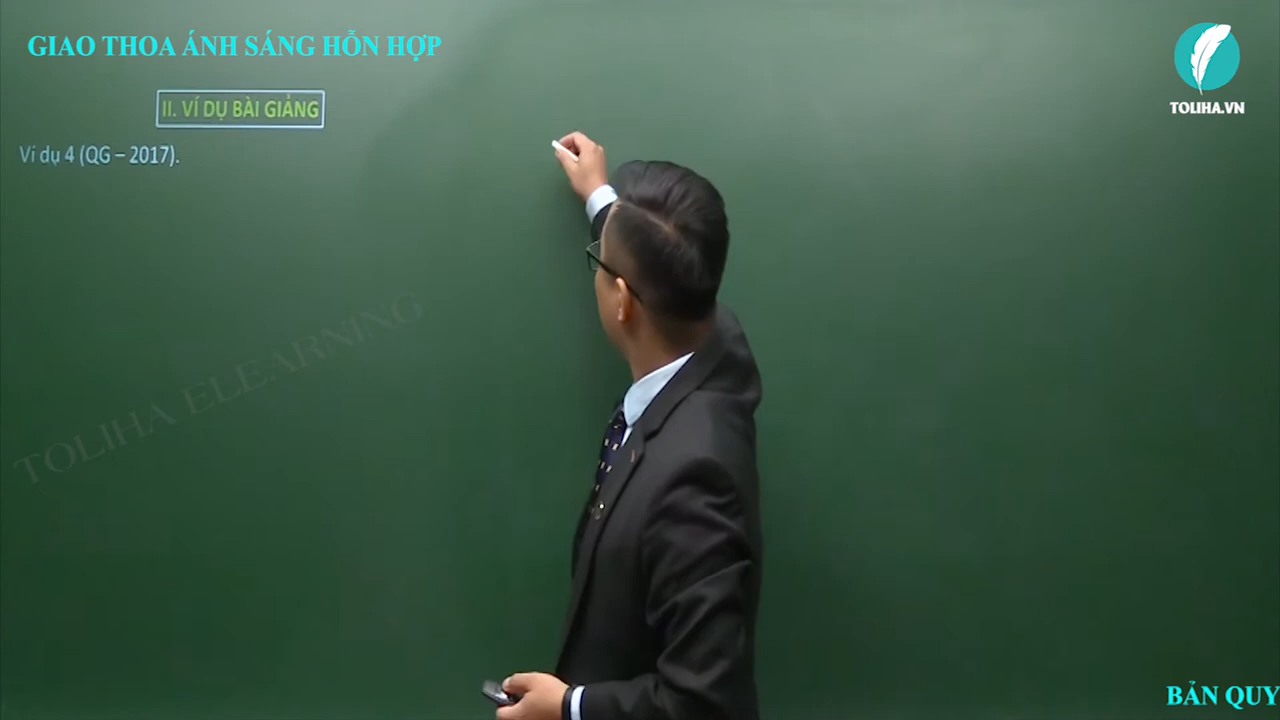 GIAO THOA ÁNH SÁNG HỖN HỢP
TOLIHA.VN
II. VÍ DỤ BÀI GIẢNG
Ví dụ 4 (QG – 2017).
TOLIHA ELEARNING
BẢN QUY